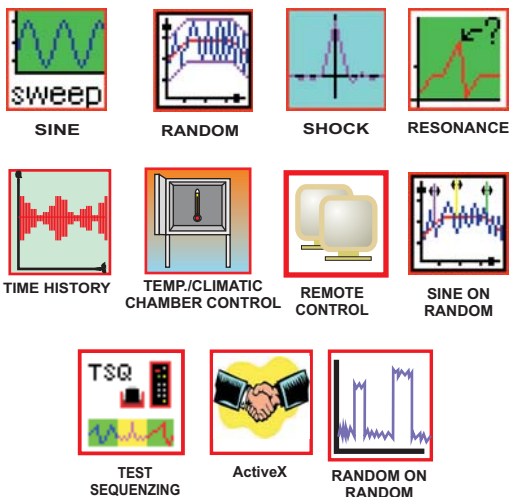 sweep
SINE
RANDOM
SHOCK
?
RESONANCE
TIME HISTORY
TEMP./CLIMATIC
CHAMBER CONTROL
REMOTE
CONTROL
SINE ON
RANDOM
TSQ
TEST
SEQUENZING
ActiveX
RANDOM ON
RANDOM